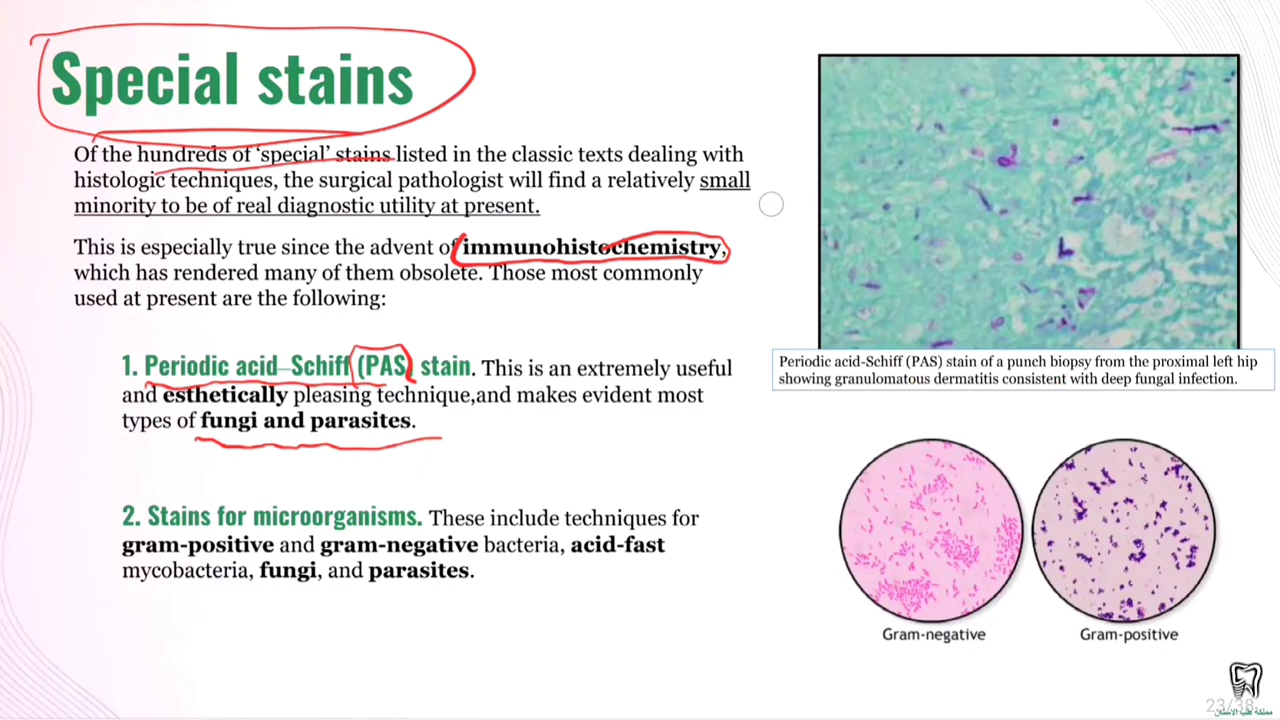 Special stains
Of the hundreds of ‘special’ stains listed in the classic texts dealing with
histologic techniques, the surgical pathologist will find a relatively small
minority to be of real diagnostic utility at present.
This is especially true since the advent of immunohistochemistry,
which has rendered many of them obsolete. Those most commonly
used at present are the following:
1. Periodic acid–Schiff (PAS) stain. This is an extremely useful
and esthetically pleasing technique,and makes evident most
types of fungi and parasites.
2. Stains for microorganisms. These include techniques for
gram-positive and gram-negative bacteria, acid-fast
mycobacteria, fungi, and parasites.
Periodic acid-Schiff (PAS) stain of a punch biopsy from the proximal left hip
showing granulomatous dermatitis consistent with deep fungal infection.
Gram-negative
Gram-positive
23/38
مملكة طب الأسنان